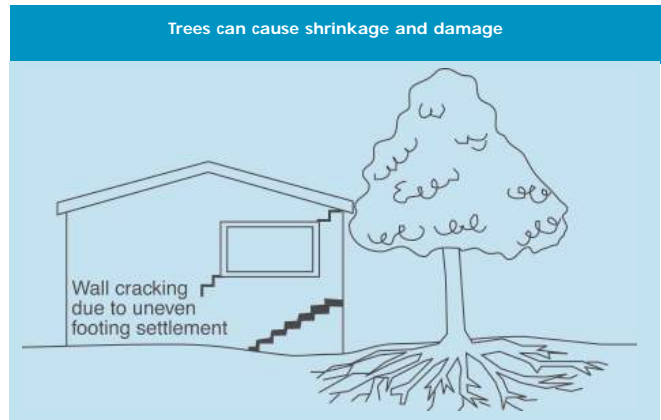 Trees can cause shrinkage and damage
Wall cracking
due to uneven
footing settlement